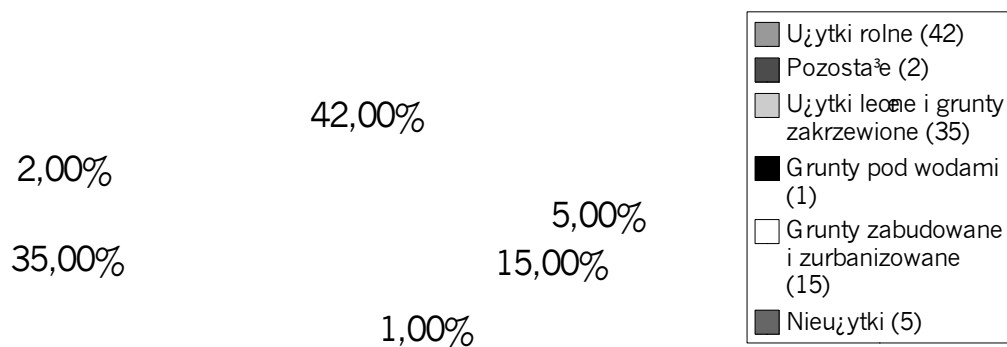 42,00%
2,00%
5,00%
35,00%
15,00%
1,00%
U¿ytki rolne (42)
Pozosta³e (2)
U¿ytki leœne i grunty
zakrzewione (35)
Grunty pod wodami
(1)
Grunty zabudowane
i zurbanizowane
(15)
Nieu¿ytki (5)